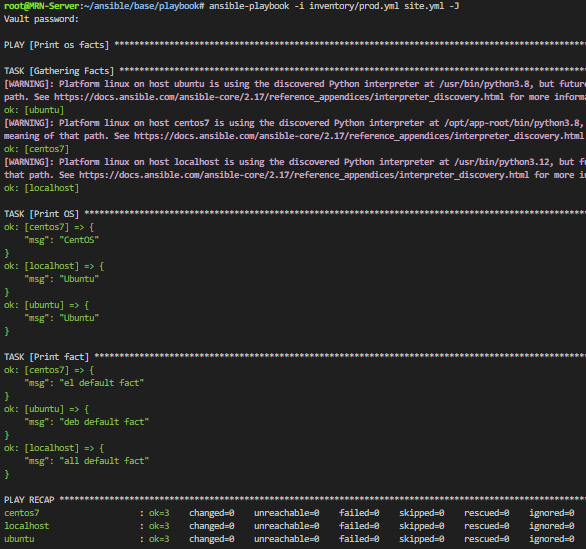 root@MRN-Server:~/ansible/base/playbook# ansible-playbook -i inventory/prod.yml site.yml -J
Vault password:

PLAY [Print os facts] ***********************************************************************************************

TASK [Gathering Facts] **********************************************************************************************
[WARNING]: Platform linux on host ubuntu is using the discovered Python interpreter at /usr/bin/python3.8, but futur
path. See https://docs.ansible.com/ansible-core/2.17/reference_appendices/interpreter_discovery.html for more informa
ok: [ubuntu]
[WARNING]: Platform linux on host centos7 is using the discovered Python interpreter at /opt/app-root/bin/python3.8,
meaning of that path. See https://docs.ansible.com/ansible-core/2.17/reference_appendices/interpreter_discovery.html
ok: [centos7]
[WARNING]: Platform linux on host localhost is using the discovered Python interpreter at /usr/bin/python3.12, but f
that path. See https://docs.ansible.com/ansible-core/2.17/reference_appendices/interpreter_discovery.html for more i
ok: [localhost]

TASK [Print OS] *****************************************************************************************************
ok: [centos7] => {
    "msg": "CentOS"
}
ok: [localhost] => {
    "msg": "Ubuntu"
}
ok: [ubuntu] => {
    "msg": "Ubuntu"
}

TASK [Print fact] ***************************************************************************************************
ok: [centos7] => {
    "msg": "el default fact"
}
ok: [ubuntu] => {
    "msg": "deb default fact"
}
ok: [localhost] => {
    "msg": "all default fact"
}

PLAY RECAP **********************************************************************************************************
centos7                    : ok=3    changed=0    unreachable=0    failed=0    skipped=0    rescued=0    ignored=0
localhost                  : ok=3    changed=0    unreachable=0    failed=0    skipped=0    rescued=0    ignored=0
ubuntu                     : ok=3    changed=0    unreachable=0    failed=0    skipped=0    rescued=0    ignored=0